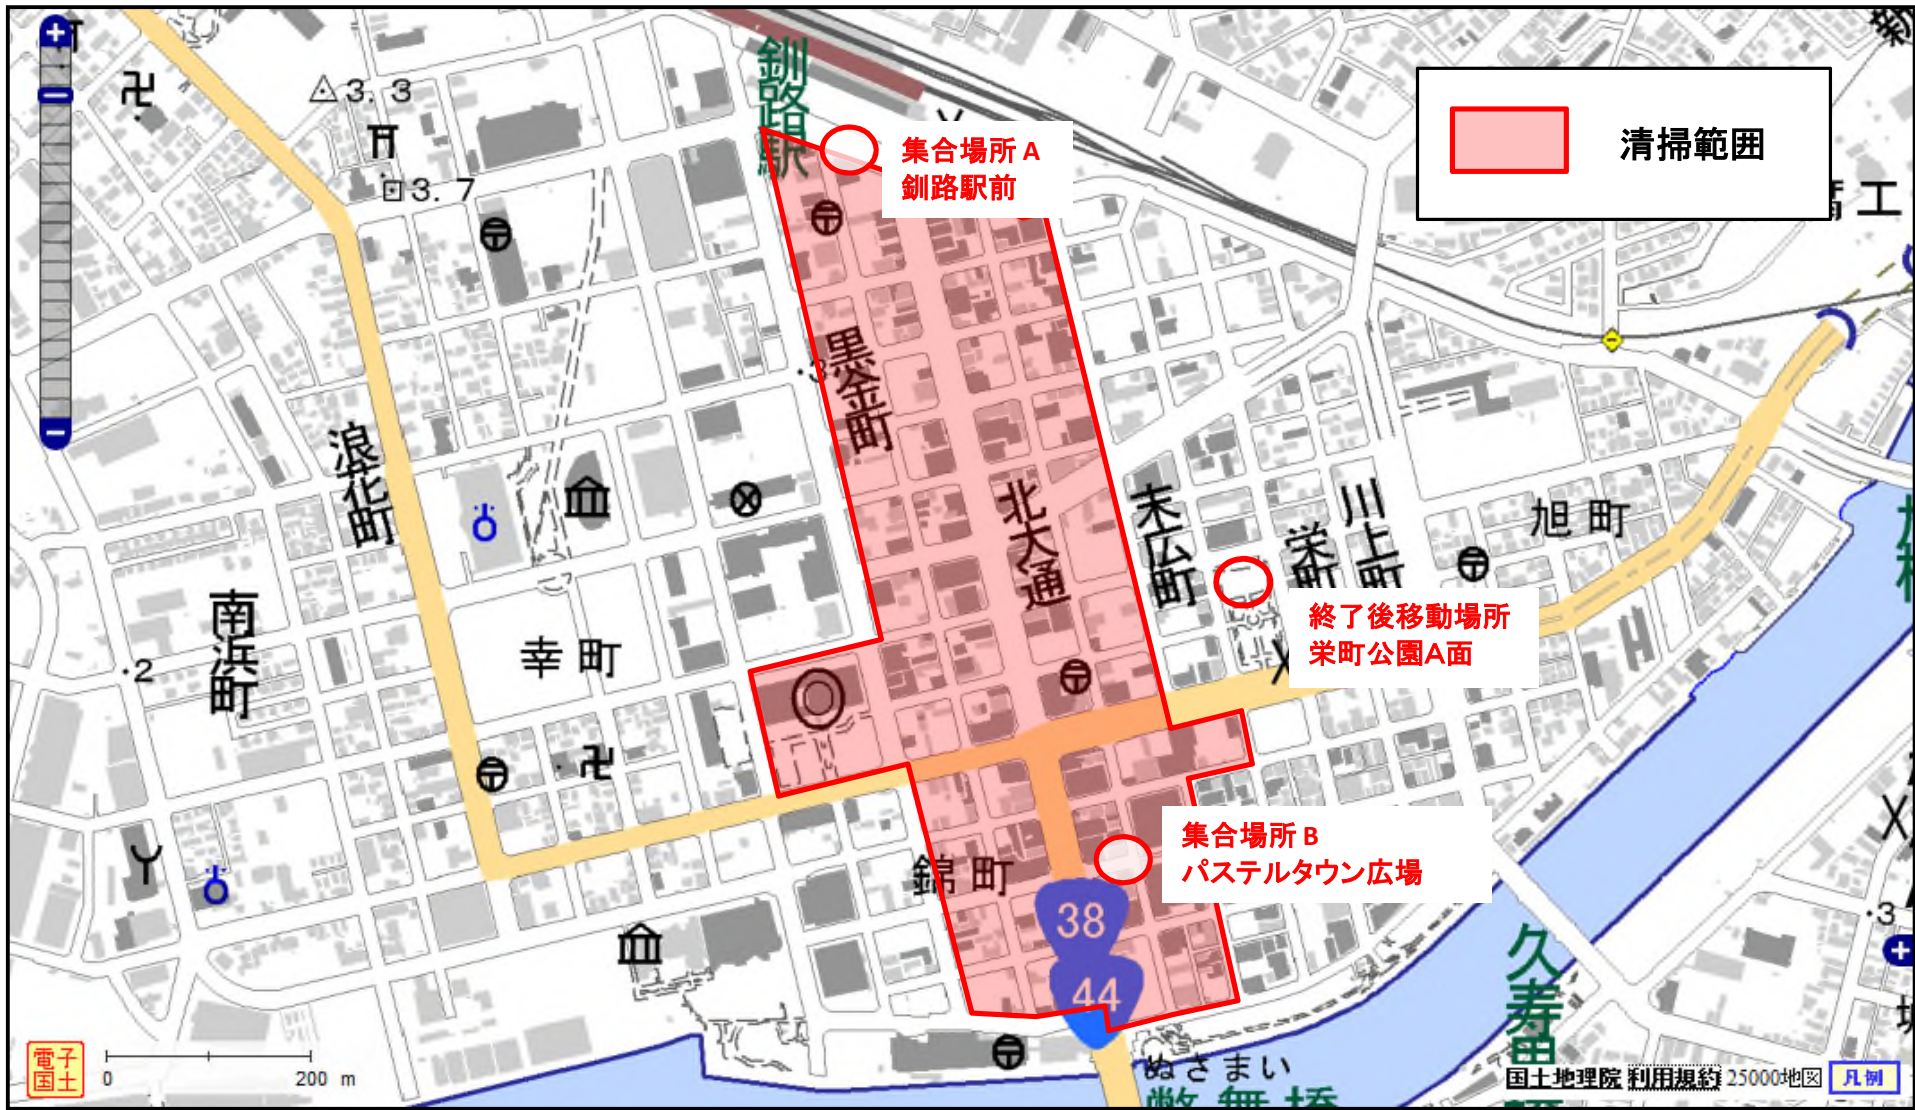 釧路駅
3.3
3.7
集合場所 A
釧路駅前
清掃範囲
工
黒金町
浪花町
北大通
末広町
栄町
川上町
旭町
南浜町
幸町
・2
終了後移動場所
栄町公園A面
集合場所 B
パステルタウン広場
錦町
38
44
・3
久寿里
ぬさまい
幣舞橋
電子
国土
0
200 m
国土地理院 利用規約 25000地図 凡例